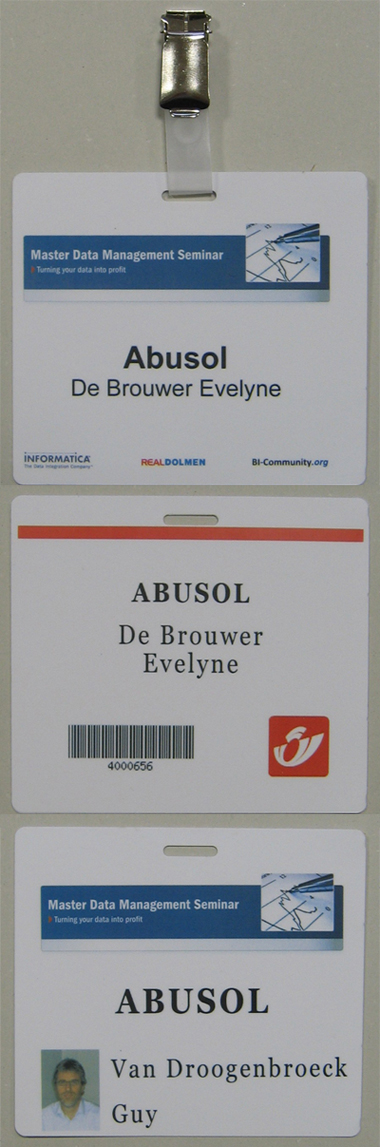 Master Data Management Seminar
Turning your data into profit
Abusol
De Brouwer Evelyne
INFORMATICA
The Data Integration Company
REALDOLMEN
BI-Community.org
ABUSOL
De Brouwer
Evelyne
4000656
Master Data Management Seminar
Turning your data into profit
ABUSOL
Van Droogenbroeck
Guy